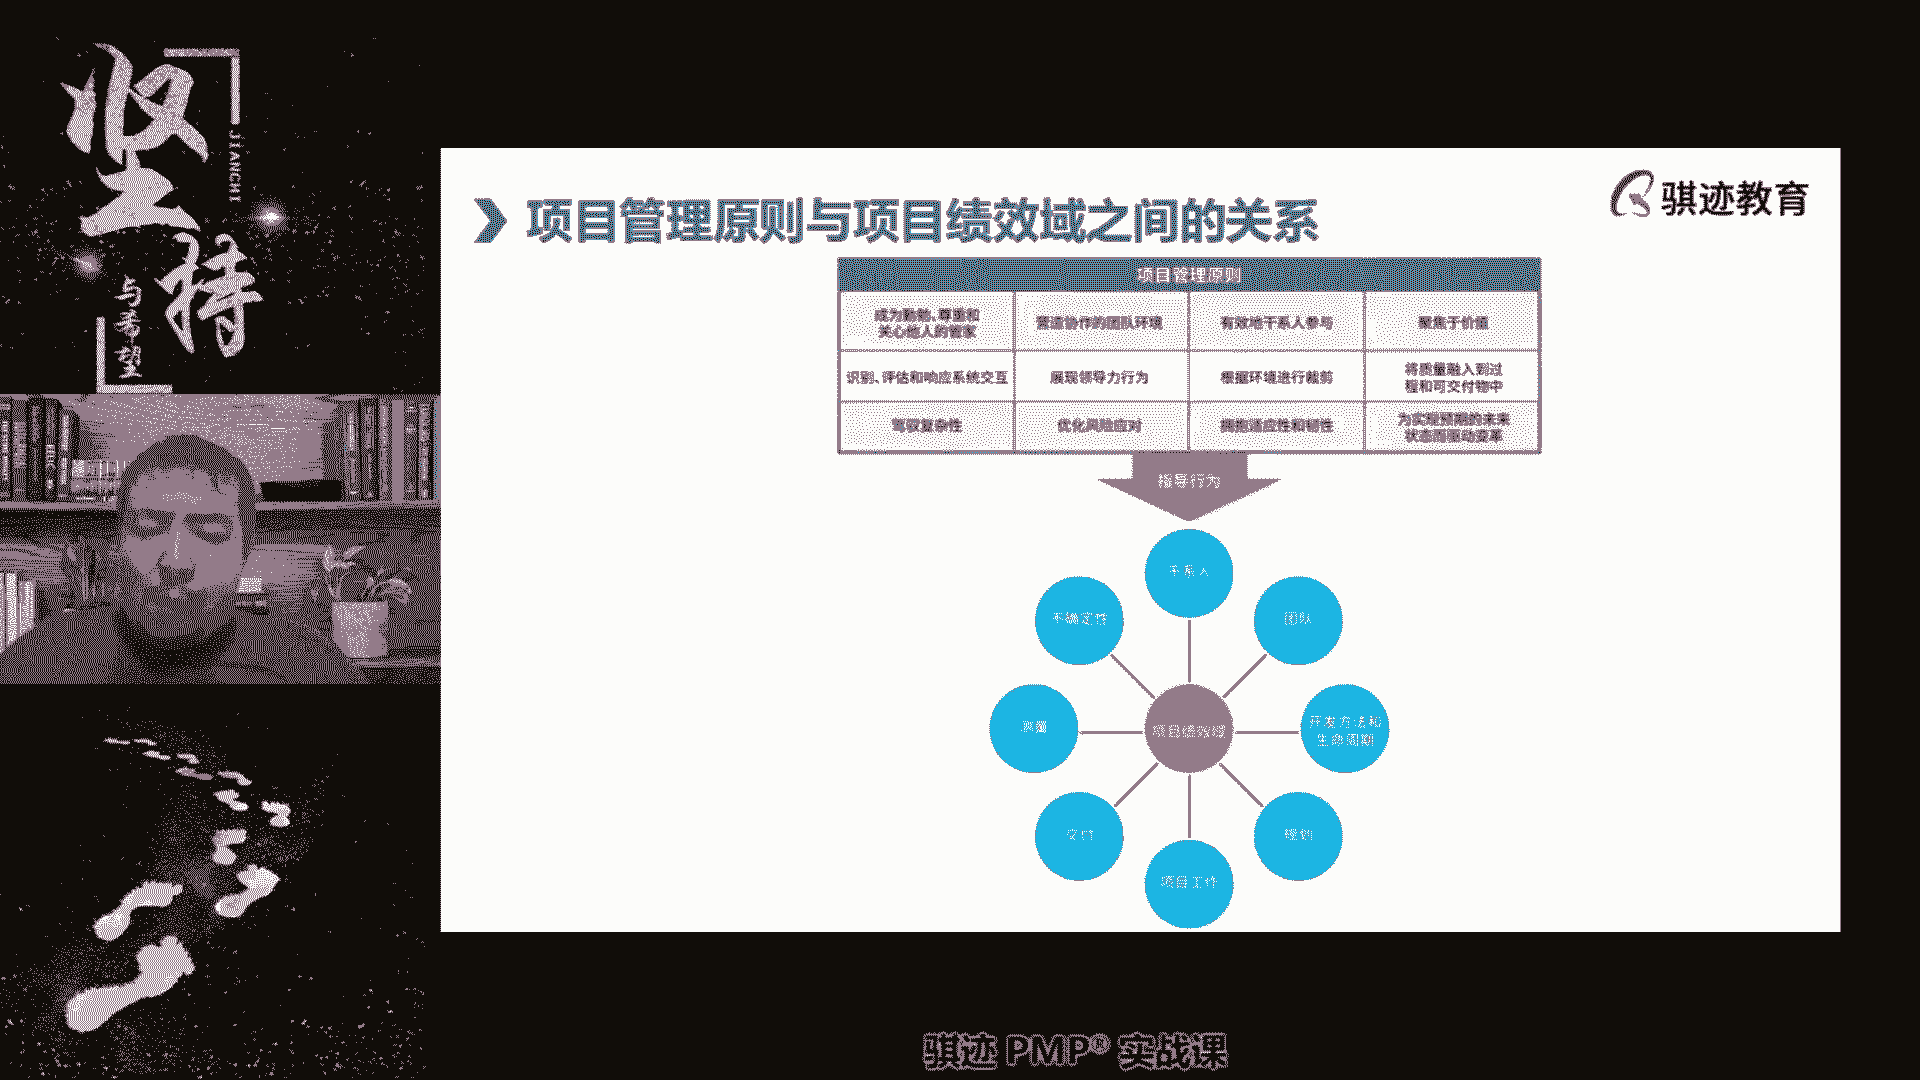 坚
持
JIANCHI
与希望
骐迹教育
项目管理原则与项目绩效域之间的关系
项目管理原则
成为勤勉、尊重和
关心他人的管家
营造协作的团队环境
有效地干系人参与
聚焦于价值
识别、评估和响应系统交互
展现领导力行为
根据环境进行裁剪
将质量融入到过
程和可交付物中
驾驭复杂性
优化风险应对
拥抱适应性和韧性
为实现预期的未来
状态而驱动变革
指导行为
干系人
不确定性
团队
测量
项目绩效域
开发方法和
生命周期
交付
规划
项目工作
骐迹 PMP® 实战课